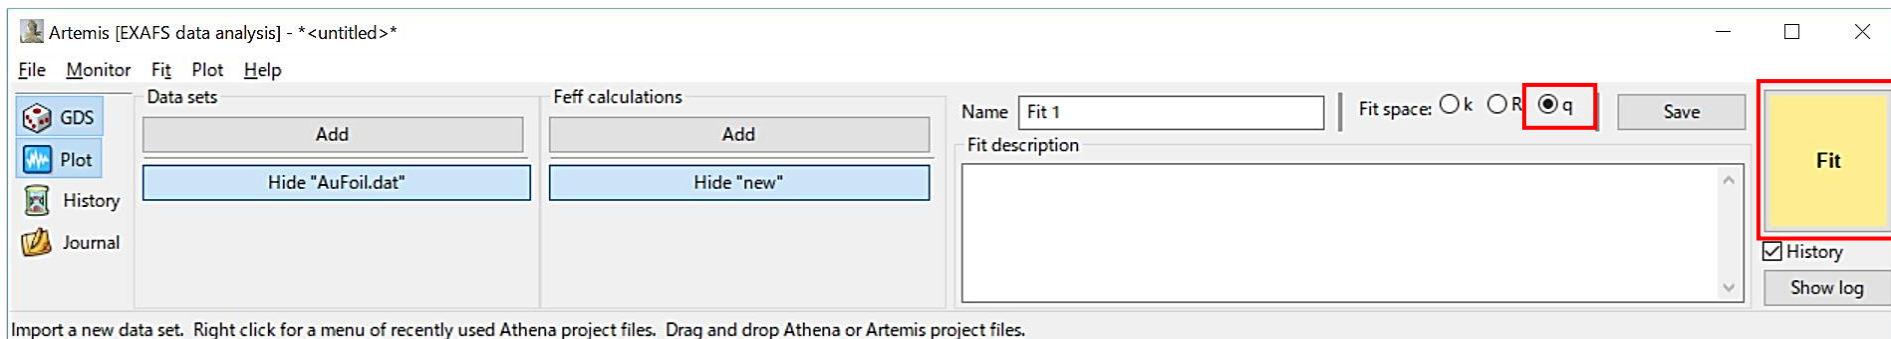 Artemis [EXAFS data analysis] - *<untitled>*
File Monitor Fit Plot Help
GDS
Plot
History
Journal
Data sets
Add
Hide "AuFoil.dat"
Feff calculations
Add
Hide "new"
Name Fit 1
Fit space: k R q
Save
Fit description
Fit
History
Show log
Import a new data set. Right click for a menu of recently used Athena project files. Drag and drop Athena or Artemis project files.